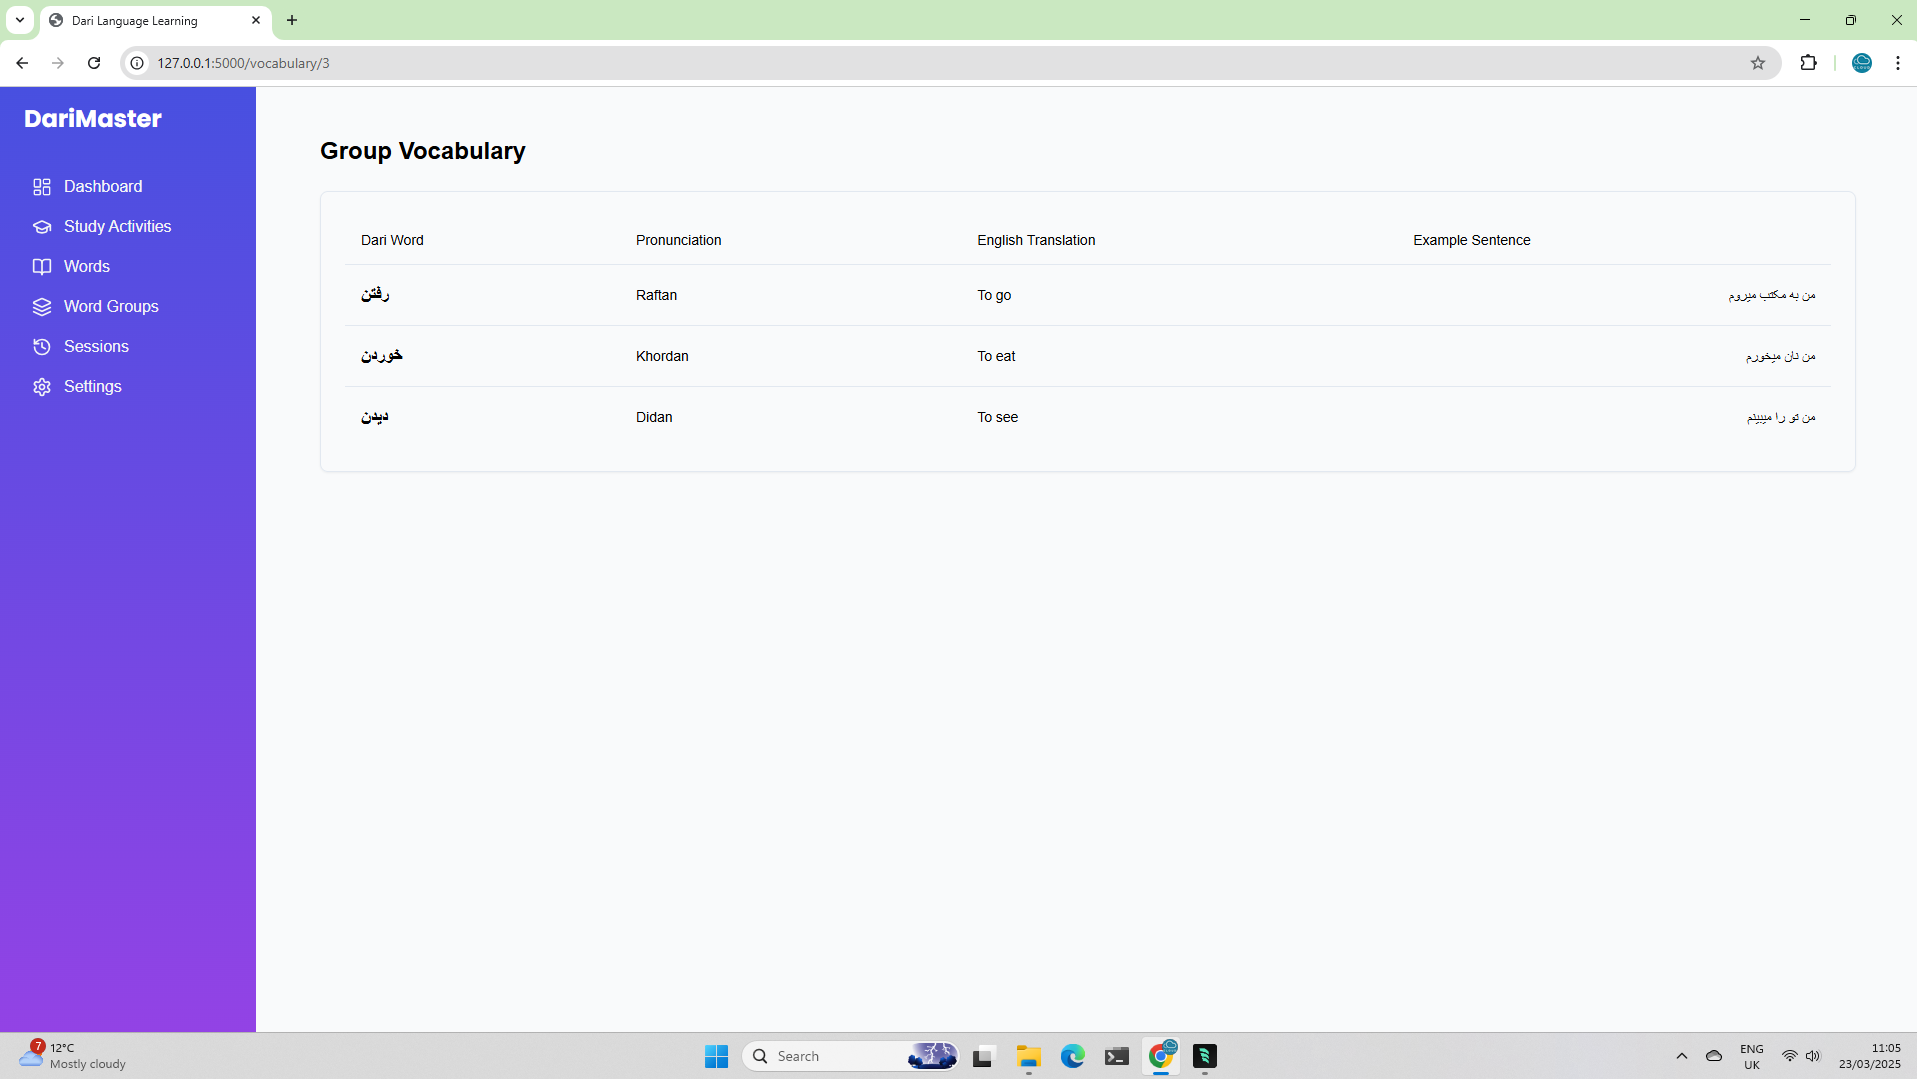 Dari Language Learning
127.0.0.1:5000/vocabulary/3
DariMaster
Dashboard
Study Activities
Words
Word Groups
Sessions
Settings
Group Vocabulary
Dari Word Pronunciation English Translation Example Sentence
رفتن Raftan To go من به مکتب میروم
خوردن Khordan To eat من نان میخورم
دیدن Didan To see من تو را میبینم
7
12°C
Mostly cloudy
Search
ENG
UK
11:05
23/03/2025